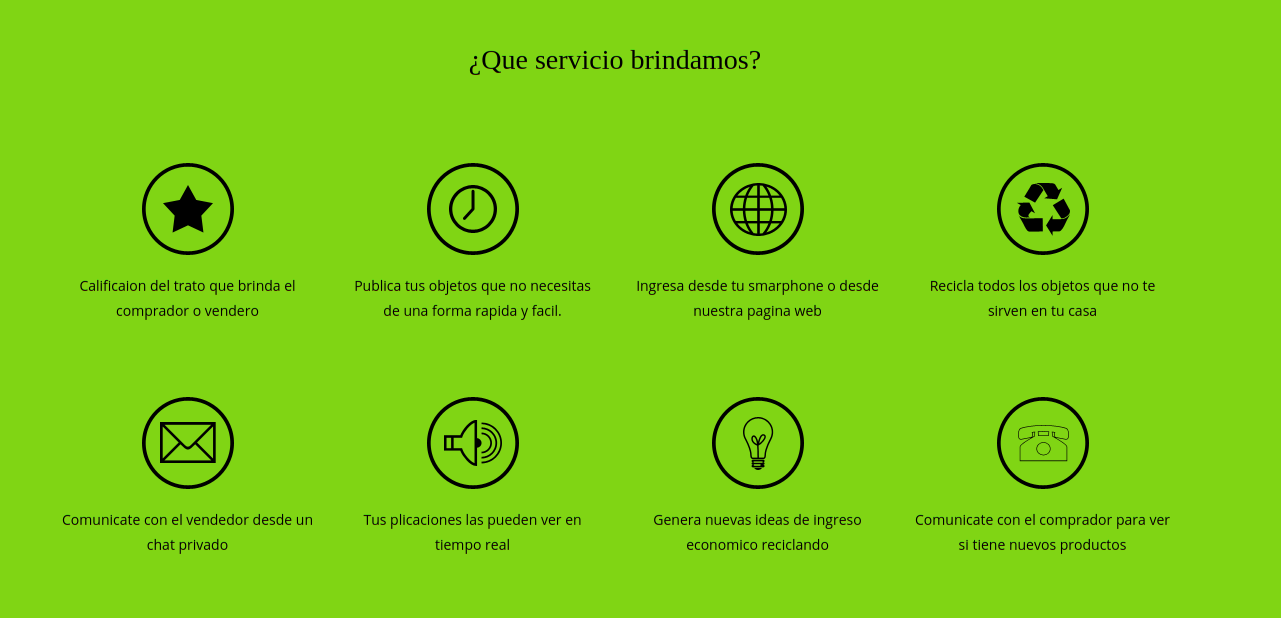 ¿Que servicio brindamos?
Calificaion del trato que brinda el
comprador o vendero
Publica tus objetos que no necesitas
de una forma rapida y facil.
Ingresa desde tu smarphone o desde
nuestra pagina web
Recicla todos los objetos que no te
sirven en tu casa
Comunicate con el vendedor desde un
chat privado
Tus plicaciones las pueden ver en
tiempo real
Genera nuevas ideas de ingreso
economico reciclando
Comunicate con el comprador para ver
si tiene nuevos productos